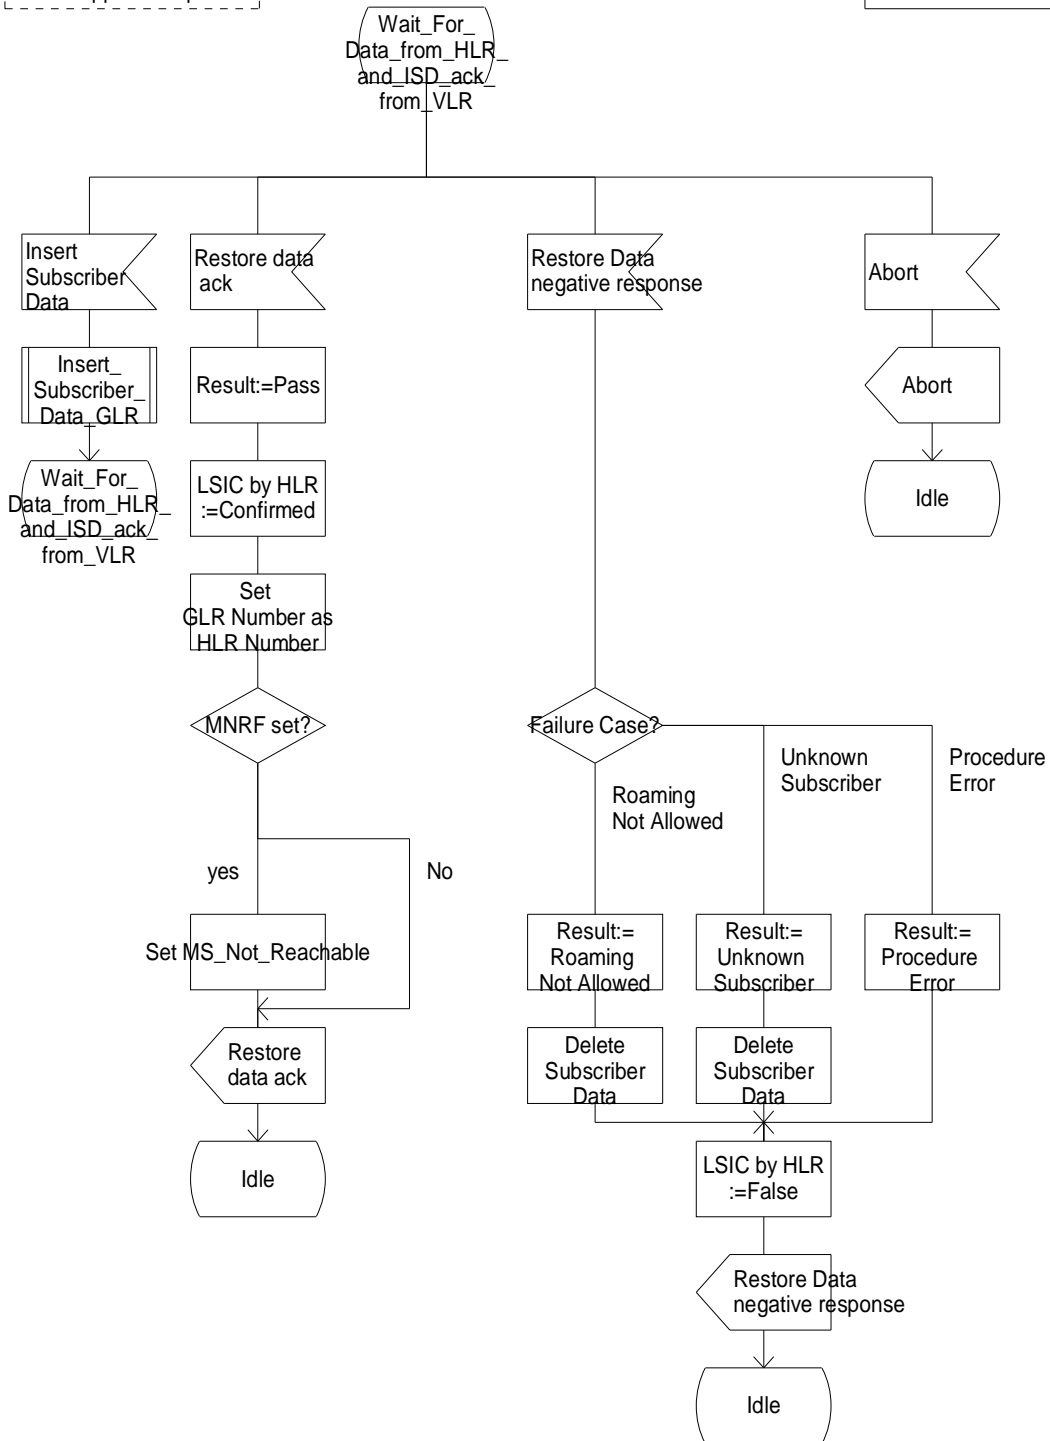 Wait_For_
Data_from_HLR_
and_ISD_ack_
from_VLR
Insert
Subscriber
Data
Restore data
ack
Restore Data
negative response
Abort
Insert_
Subscriber_
Data_GLR
Result:=Pass
Abort
Wait_For_
Data_from_HLR_
and_ISD_ack_
from_VLR
LSIC by HLR
:=Confirmed
Idle
Set
GLR Number as
HLR Number
MNRF set?
Failure Case?
Unknown
Subscriber
Procedure
Error
Roaming
Not Allowed
yes
No
Set MS_Not_Reachable
Result:=
Roaming
Not Allowed
Result:=
Unknown
Subscriber
Result:=
Procedure
Error
Restore
data ack
Delete
Subscriber
Data
Delete
Subscriber
Data
Idle
LSIC by HLR
:=False
Restore Data
negative response
Idle